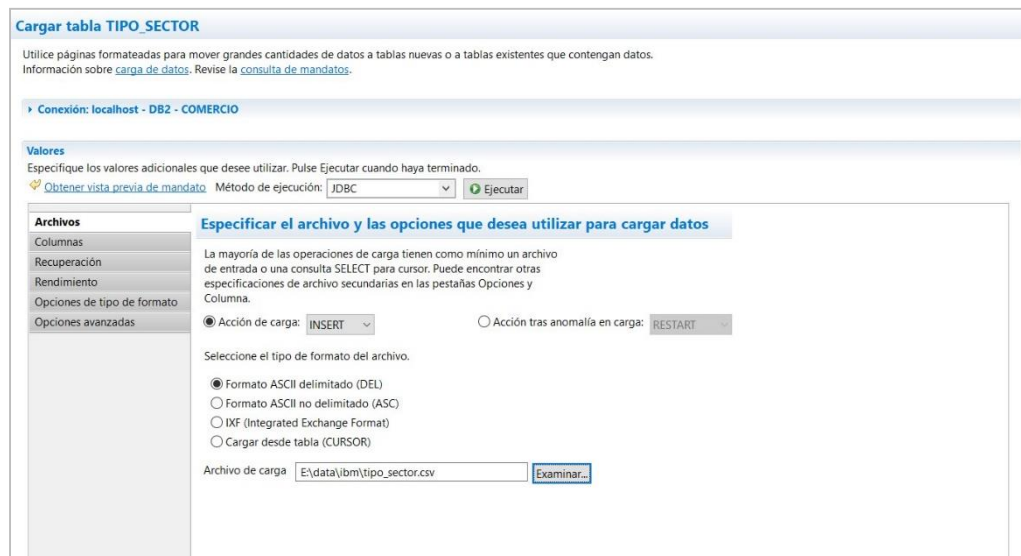 Cargar tabla TIPO_SECTOR
Utilice páginas formateadas para mover grandes cantidades de datos a tablas nuevas o a tablas existentes que contengan datos.
Información sobre carga de datos. Revise la consulta de mandatos.
Conexión: localhost - DB2 - COMERCIO
Valores
Especifique los valores adicionales que desee utilizar. Pulse Ejecutar cuando haya terminado.
Obtener vista previa de mandato Método de ejecución: JDBC Ejecutar
Archivos
Columnas
Recuperación
Rendimiento
Opciones de tipo de formato
Opciones avanzadas
Especificar el archivo y las opciones que desea utilizar para cargar datos
La mayoría de las operaciones de carga tienen como mínimo un archivo
de entrada o una consulta SELECT para cursor. Puede encontrar otras
especificaciones de archivo secundarias en las pestañas Opciones y
Columna.
Acción de carga: INSERT Acción tras anomalía en carga: RESTART
Seleccione el tipo de formato del archivo.
Formato ASCII delimitado (DEL)
Formato ASCII no delimitado (ASC)
IXF (Integrated Exchange Format)
Cargar desde tabla (CURSOR)
Archivo de carga E:\data\ibm\tipo_sector.csv Examinar...